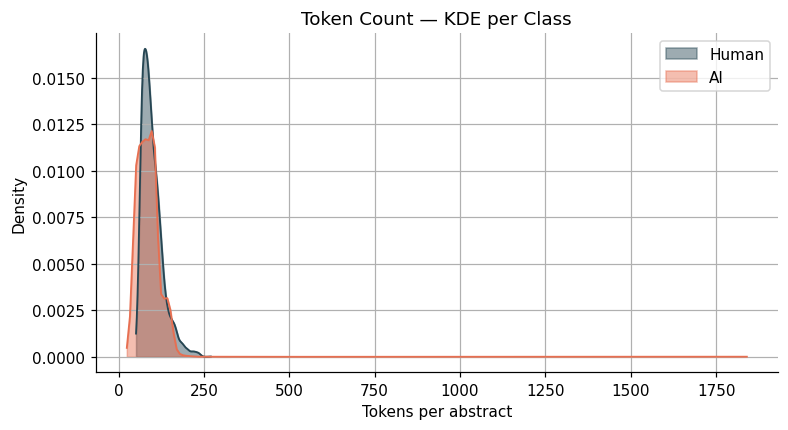 Token Count — KDE per Class
Human
AI
Density
0.0150
0.0125
0.0100
0.0075
0.0050
0.0025
0.0000
0 250 500 750 1000 1250 1500 1750
Tokens per abstract